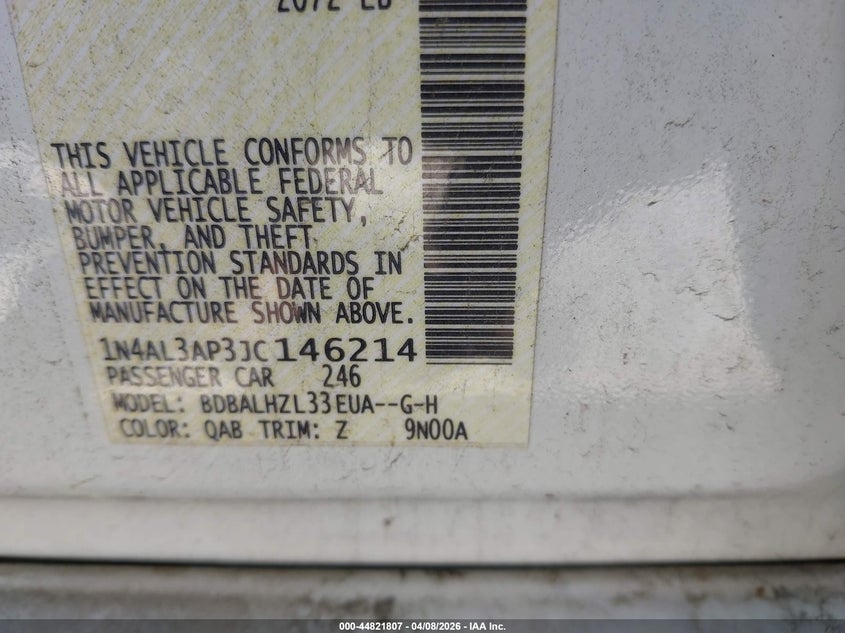 2072 LB
THIS VEHICLE CONFORMS TO
ALL APPLICABLE FEDERAL
MOTOR VEHICLE SAFETY,
BUMPER, AND THEFT
PREVENTION STANDARDS IN
EFFECT ON THE DATE OF
MANUFACTURE SHOWN ABOVE.
1N4AL3AP3JC146214
PASSENGER CAR 246
MODEL: BDBALHZL33EUA--G-H
COLOR: QAB TRIM: Z 9N00A
000-44821807 - 04/08/2026 - IAA Inc.